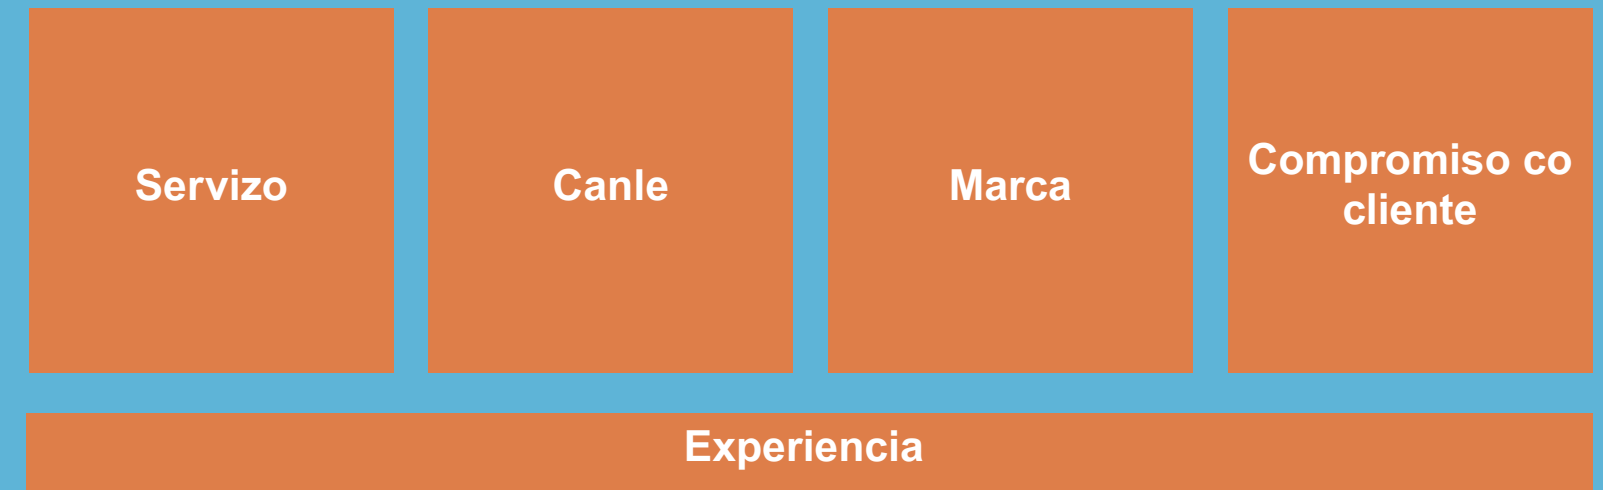 Servizo
Canle
Marca
Compromiso co
cliente
Experiencia